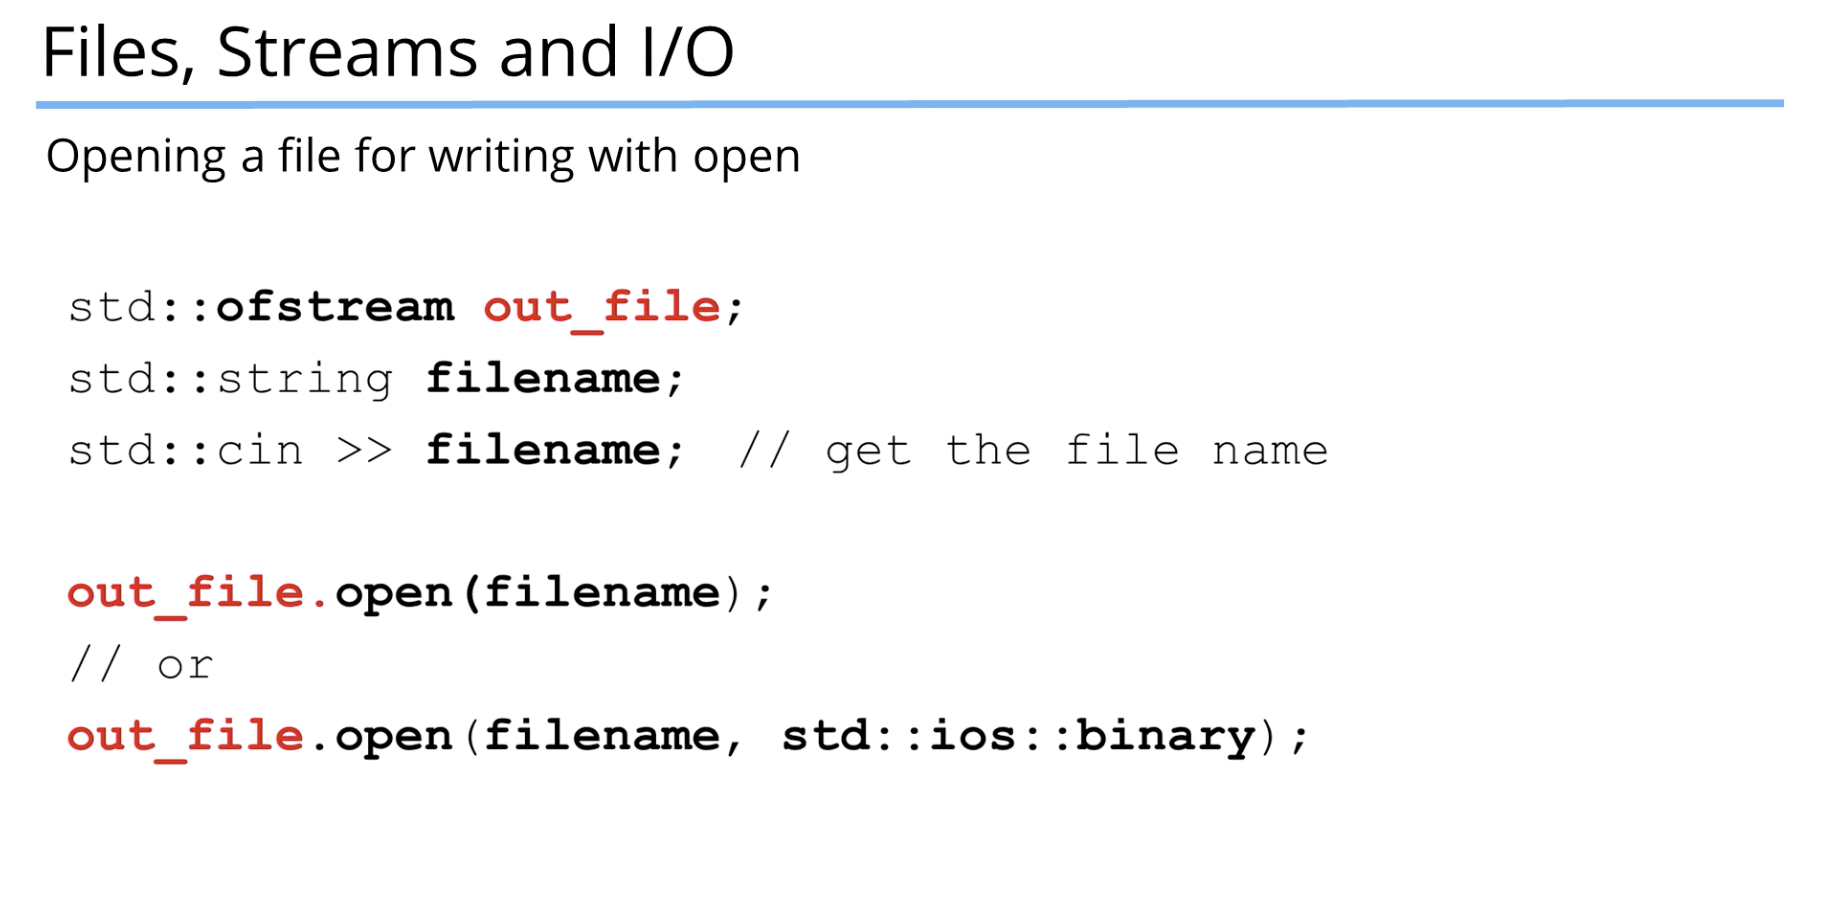 Files, Streams and I/O
Opening a file for writing with open
std::ofstream out_file;
std::string filename;
std::cin >> filename; // get the file name
out_file.open(filename);
// or
out_file.open(filename, std::ios::binary);